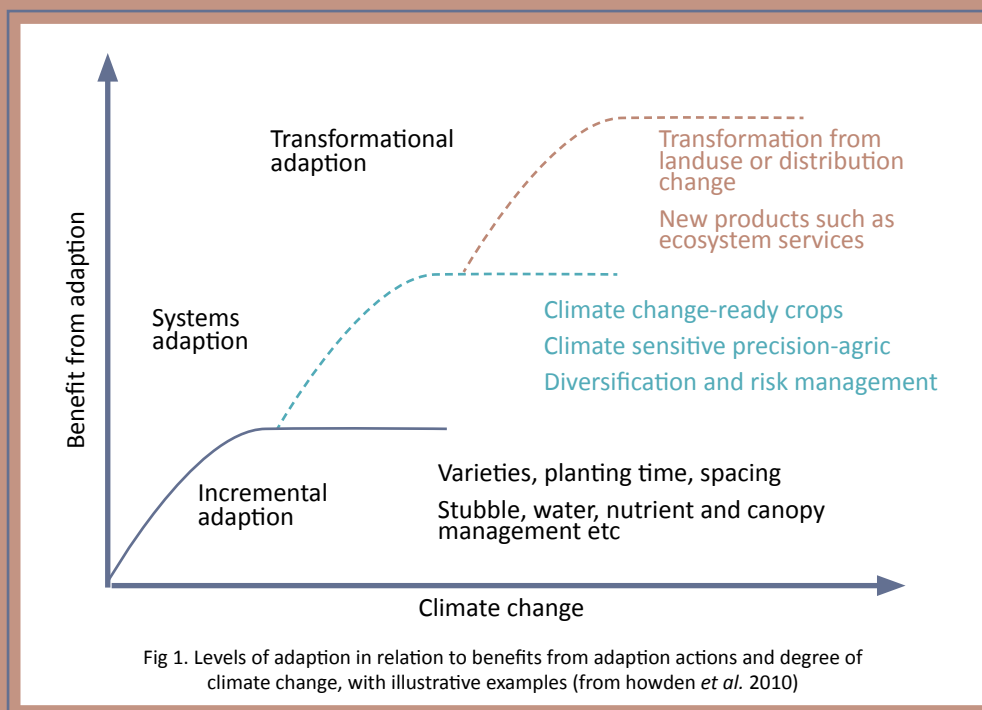 Benefit from adaption
Transformational
adaption
Transformation from
landuse or distribution
change
New products such as
ecosystem services
Systems
adaption
Climate change-ready crops
Climate sensitive precision-agric
Diversification and risk management
Incremental
adaption
Varieties, planting time, spacing
Stubble, water, nutrient and canopy
management etc
Climate change
Fig 1. Levels of adaption in relation to benefits from adaption actions and degree of
climate change, with illustrative examples (from howden et al. 2010)